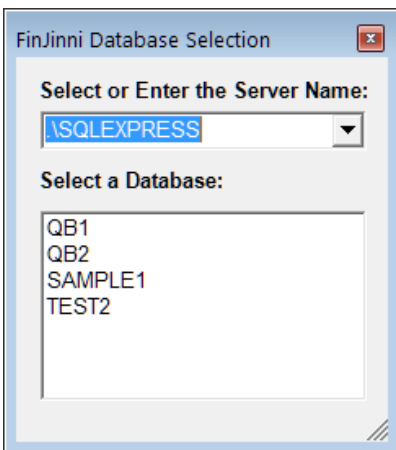 FinJinni Database Selection
Select or Enter the Server Name:
.\SQLEXPRESS
Select a Database:
QB1
QB2
SAMPLE1
TEST2